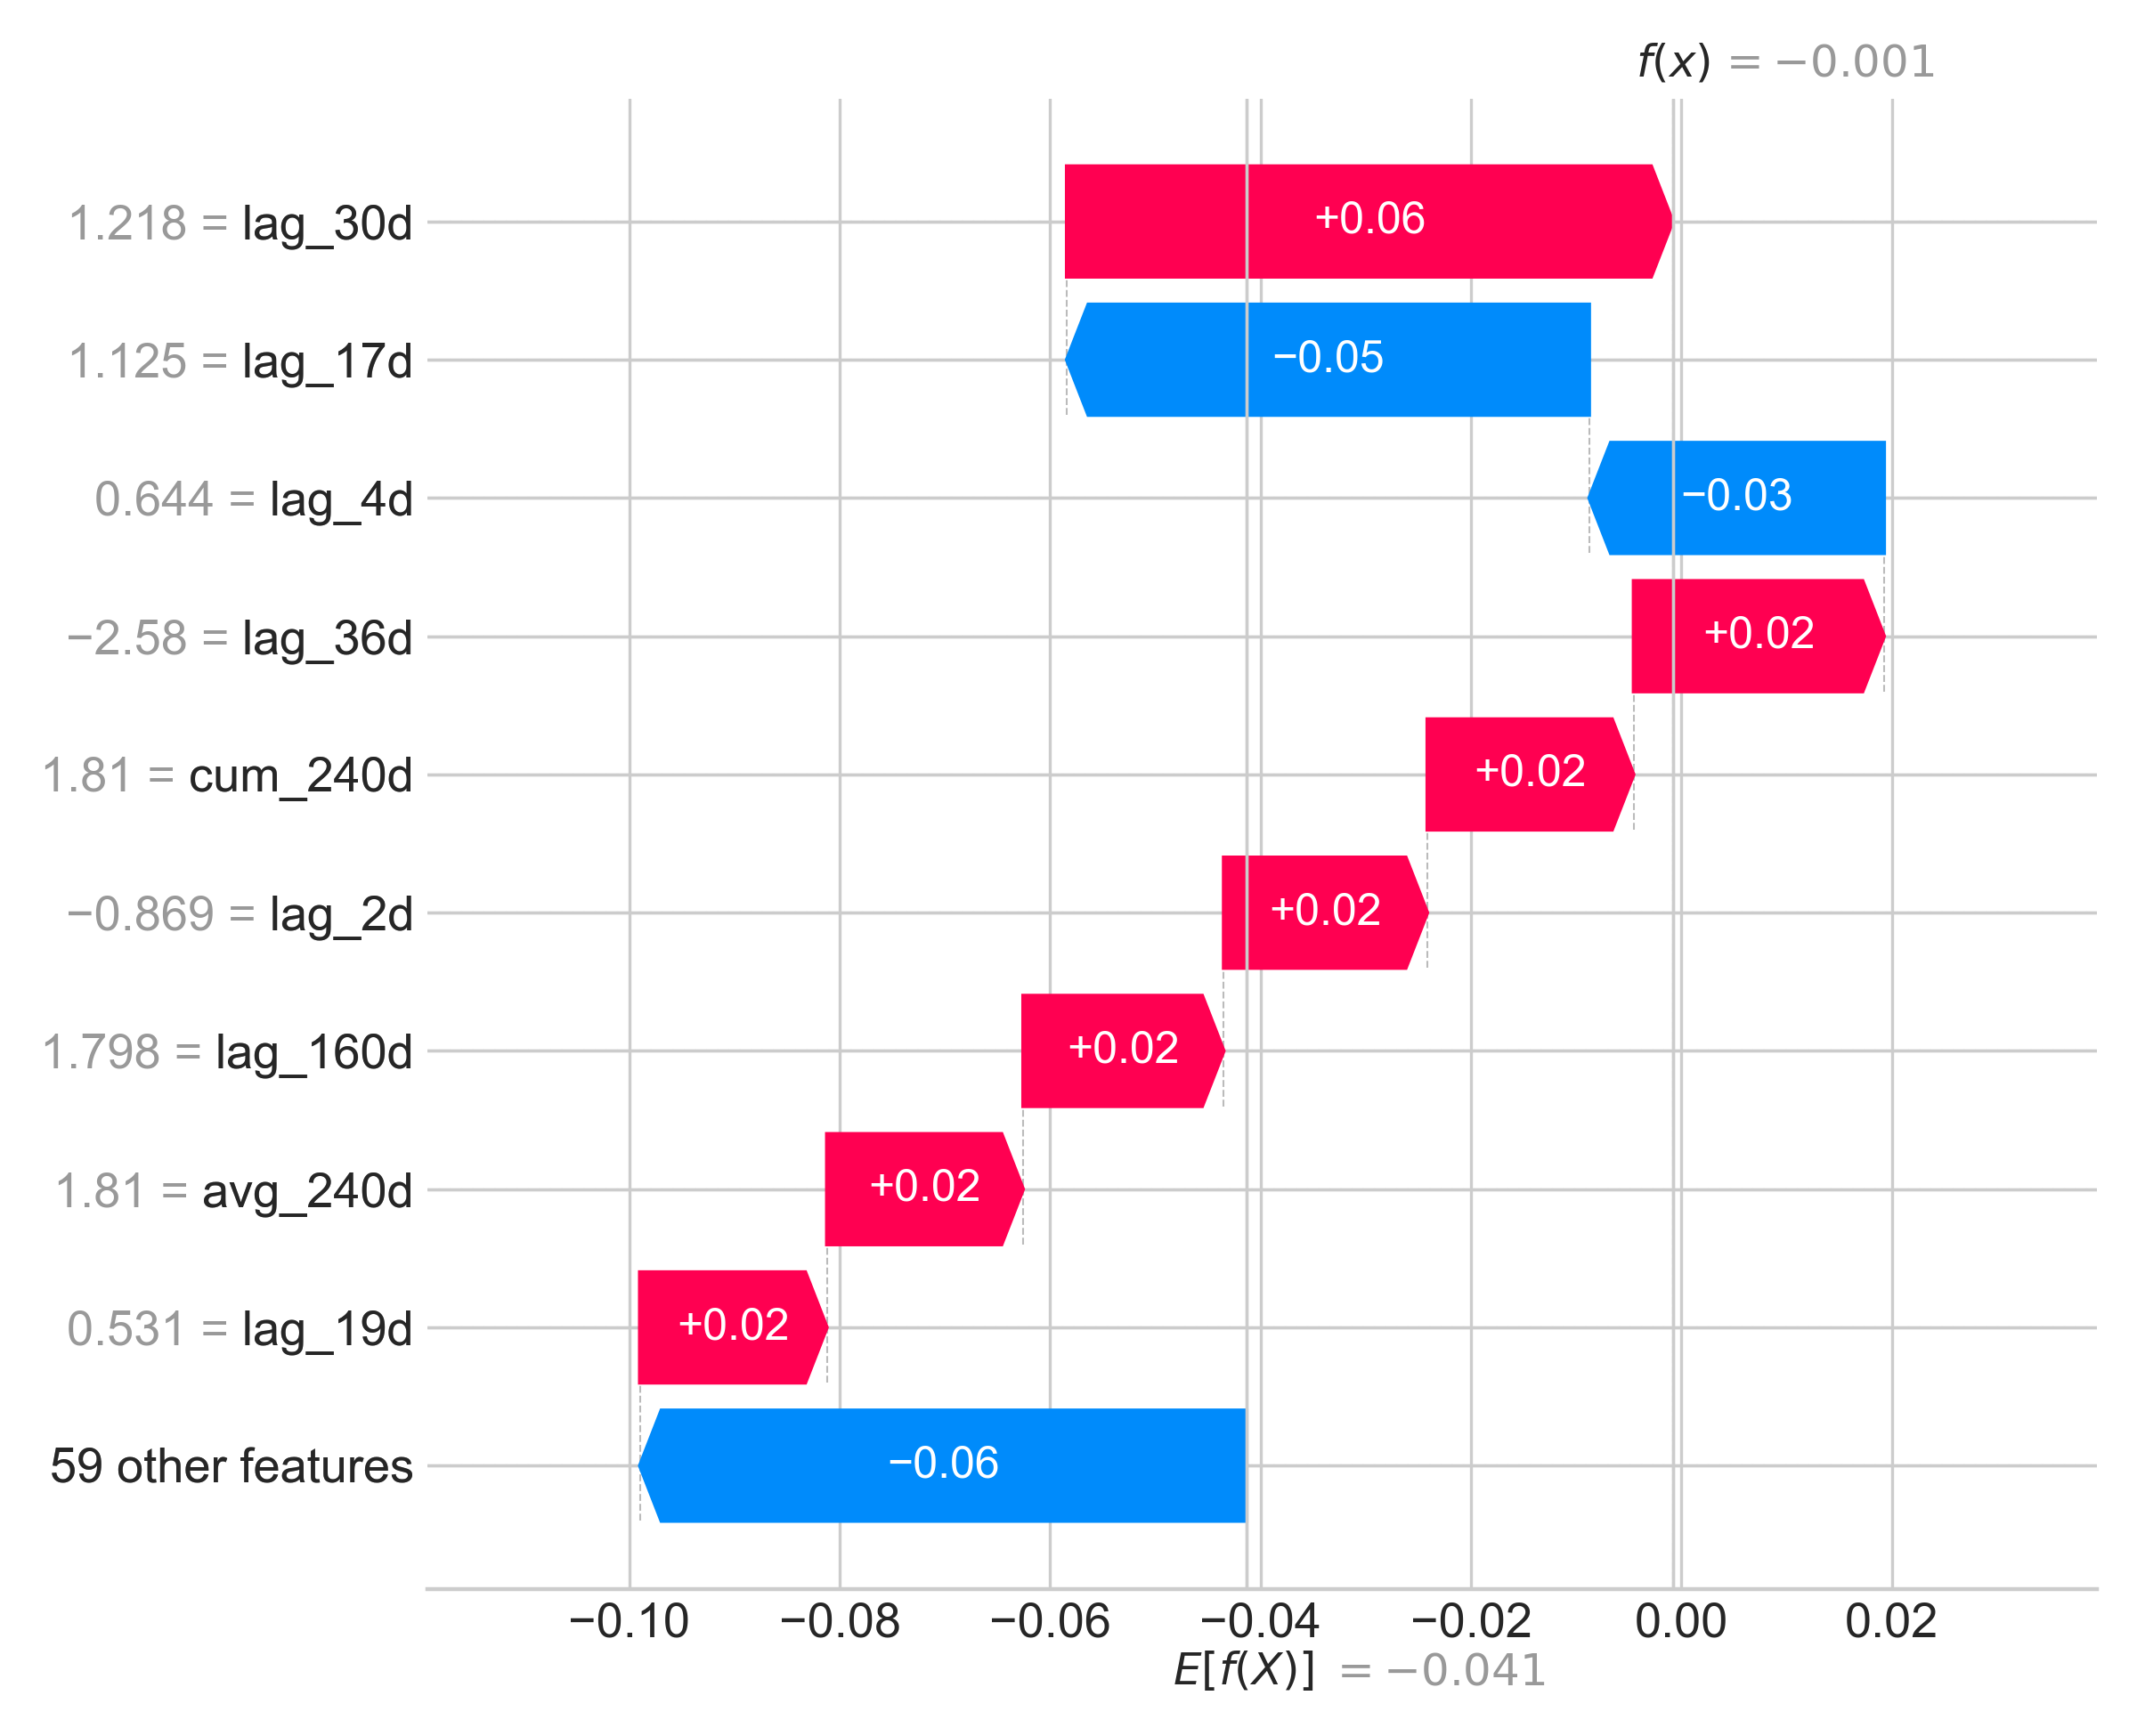 f(x) = −0.001
1.218 = lag_30d
+0.06
1.125 = lag_17d
−0.05
0.644 = lag_4d
−0.03
−2.58 = lag_36d
+0.02
1.81 = cum_240d
+0.02
−0.869 = lag_2d
+0.02
1.798 = lag_160d
+0.02
1.81 = avg_240d
+0.02
0.531 = lag_19d
+0.02
59 other features
−0.06
−0.10 −0.08 −0.06 −0.04 −0.02 0.00 0.02
E[f(X)] = −0.041